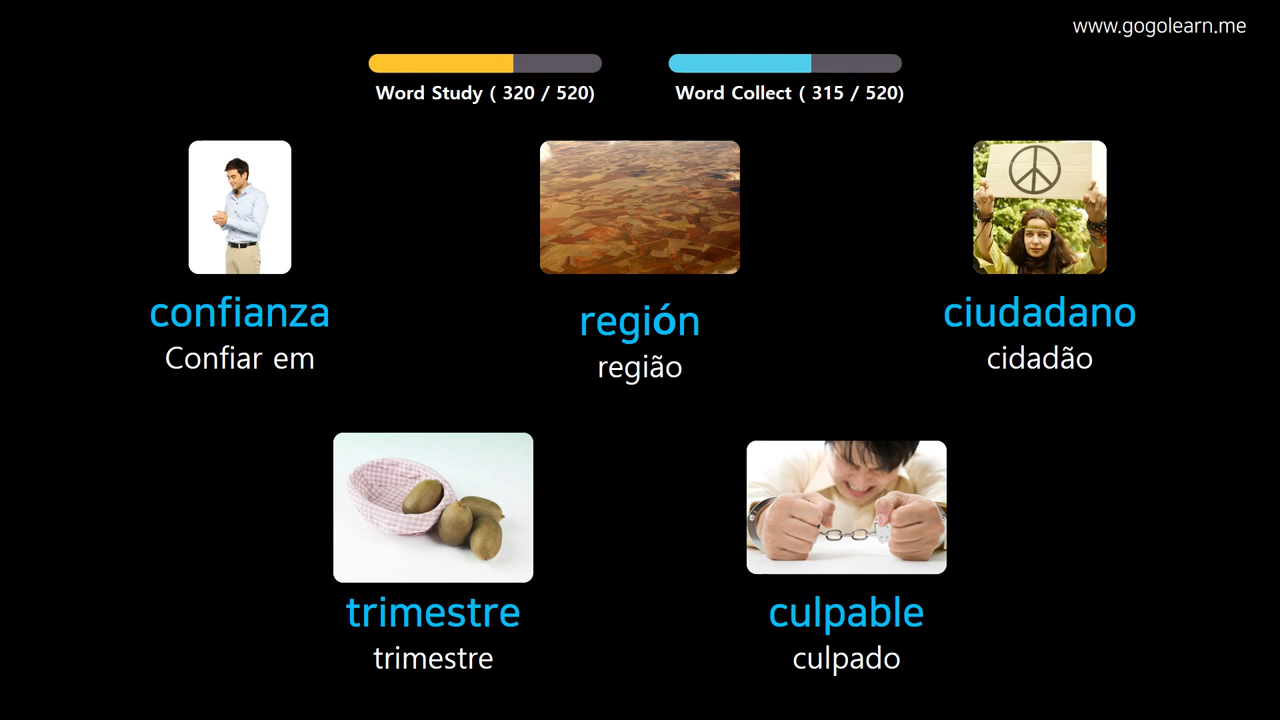 www.gogolearn.me
Word Study ( 320 / 520)
Word Collect ( 315 / 520)
confianza
Confiar em
región
região
ciudadano
cidadão
trimestre
trimestre
culpable
culpado